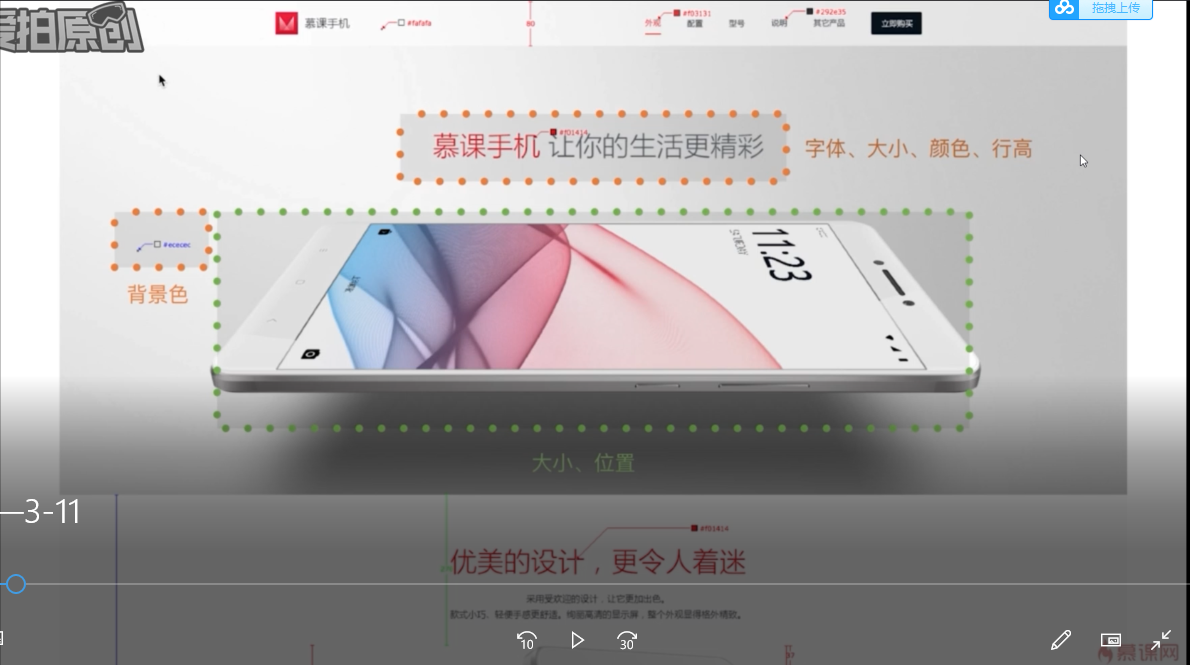 爱拍原创
拖拽上传
慕课手机
#fafafa
80
#f03131
#292e35
外观 配置 型号 说明 其它产品 立即购买
#f01414
慕课手机 让你的生活更精彩
字体、大小、颜色、行高
#ececec
背景色
11:23
SATURDAY
大小、位置
—3-11
#f01414
优美的设计，更令人着迷
采用受欢迎的设计，让它更加出色。
款式小巧、轻便手感更舒适。绚丽高清的显示屏，整个外观显得格外精致。
10
30
慕课网